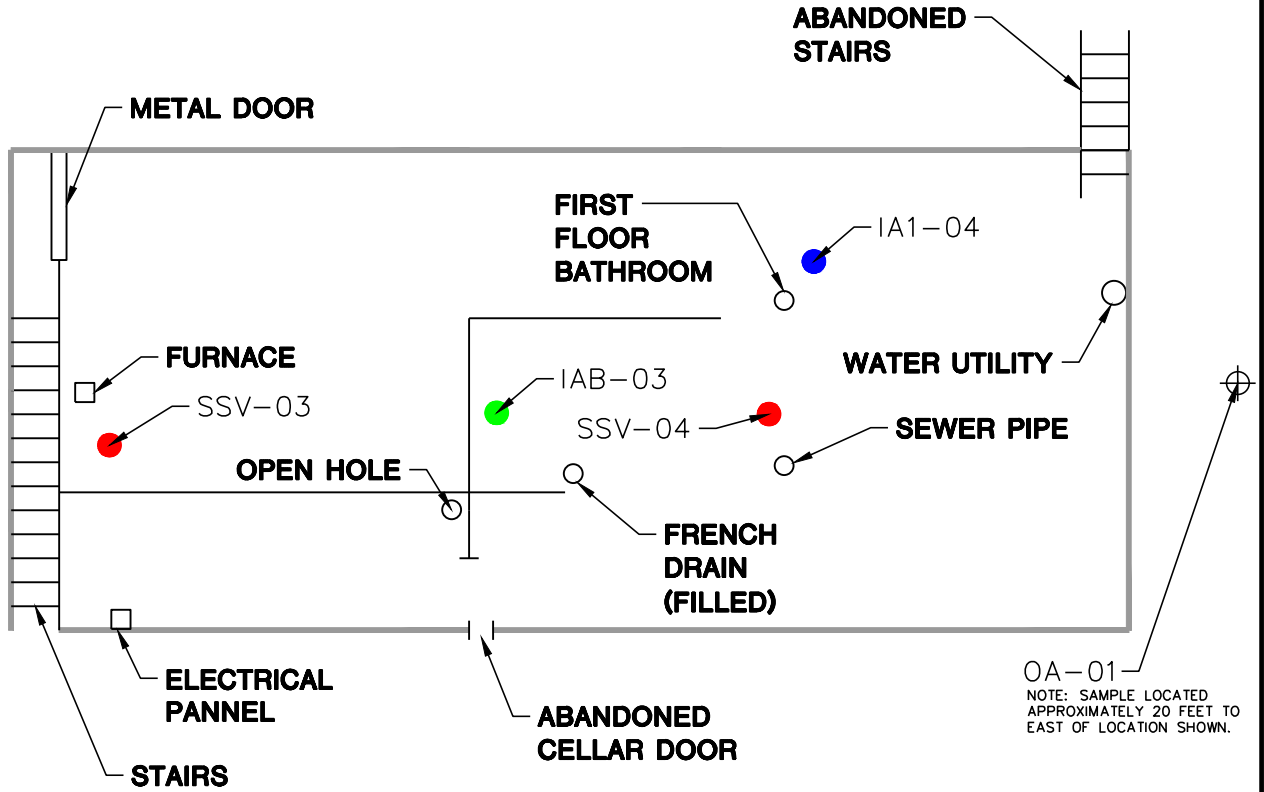 ABANDONED
STAIRS
METAL DOOR
FIRST
FLOOR
BATHROOM
IA1-04
FURNACE
WATER UTILITY
IAB-03
SSV-03
SSV-04
SEWER PIPE
OPEN HOLE
FRENCH
DRAIN
(FILLED)
OA-01
NOTE: SAMPLE LOCATED
APPROXIMATELY 20 FEET TO
EAST OF LOCATION SHOWN.
ELECTRICAL
PANNEL
ABANDONED
CELLAR DOOR
STAIRS